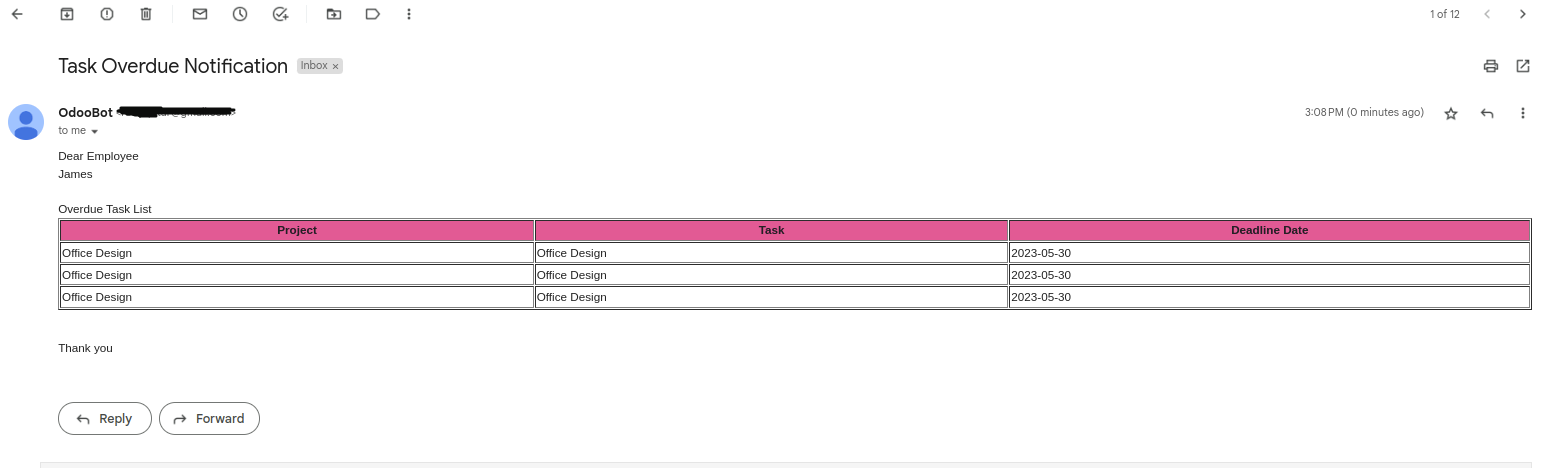 1 of 12
Task Overdue Notification Inbox ×
OdooBot 3:08 PM (0 minutes ago)
to me
Dear Employee
James
Overdue Task List
Project Task Deadline Date
Office Design Office Design 2023-05-30
Office Design Office Design 2023-05-30
Office Design Office Design 2023-05-30
Thank you
Reply Forward